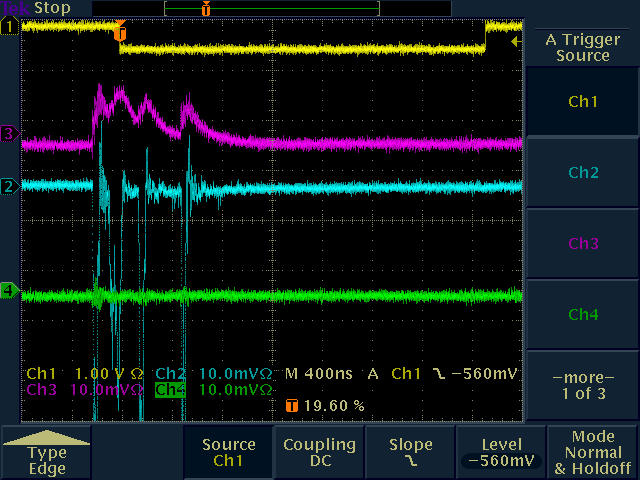 Tek Stop
1
T
T
A Trigger
Source
Ch1
3
Ch2
2
Ch3
4
Ch4
Ch1 1.00 V Ω Ch2 10.0mVΩ M 400ns A Ch1 ⤵ −560mV
Ch3 10.0mVΩ Ch4 10.0mVΩ
T 19.60 %
−more−
1 of 3
Type
Edge
Source
Ch1
Coupling
DC
Slope
Level
−560mV
Mode
Normal
& Holdoff